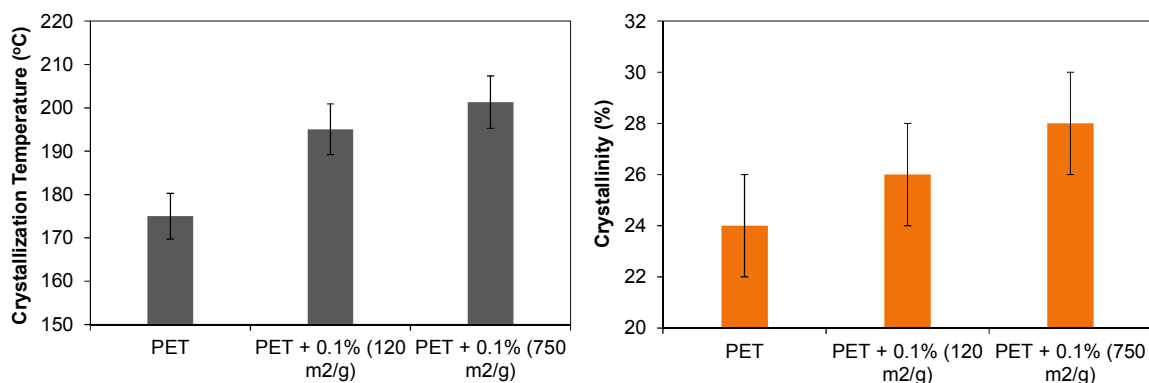 Crystallization Temperature (ºC)
220
210
200
190
180
170
160
150
PET
PET + 0.1% (120
m2/g)
PET + 0.1% (750
m2/g)
Crystallinity (%)
32
30
28
26
24
22
20
PET
PET + 0.1% (120
m2/g)
PET + 0.1% (750
m2/g)